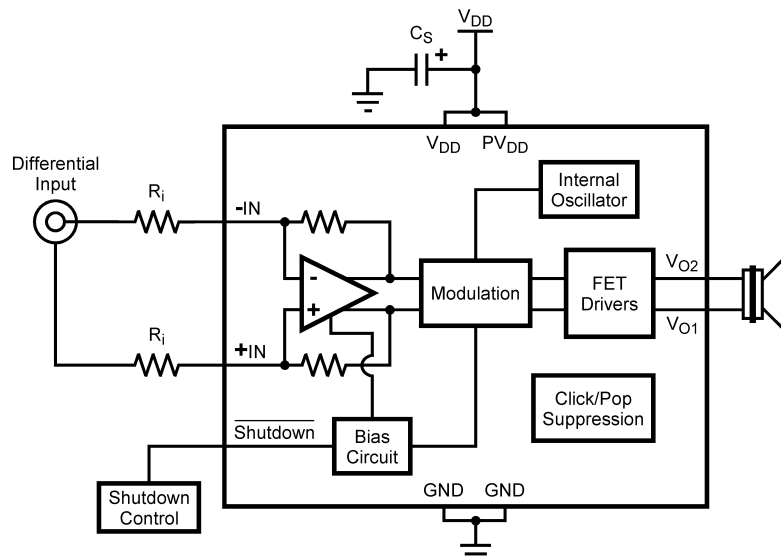 V_DD
C_S +
V_DD PV_DD
Differential
Input
R_i
-IN
Internal
Oscillator
-
+
Modulation
FET
Drivers
V_O2
V_O1
R_i
+IN
Click/Pop
Suppression
Shutdown
Bias
Circuit
Shutdown
Control
GND GND